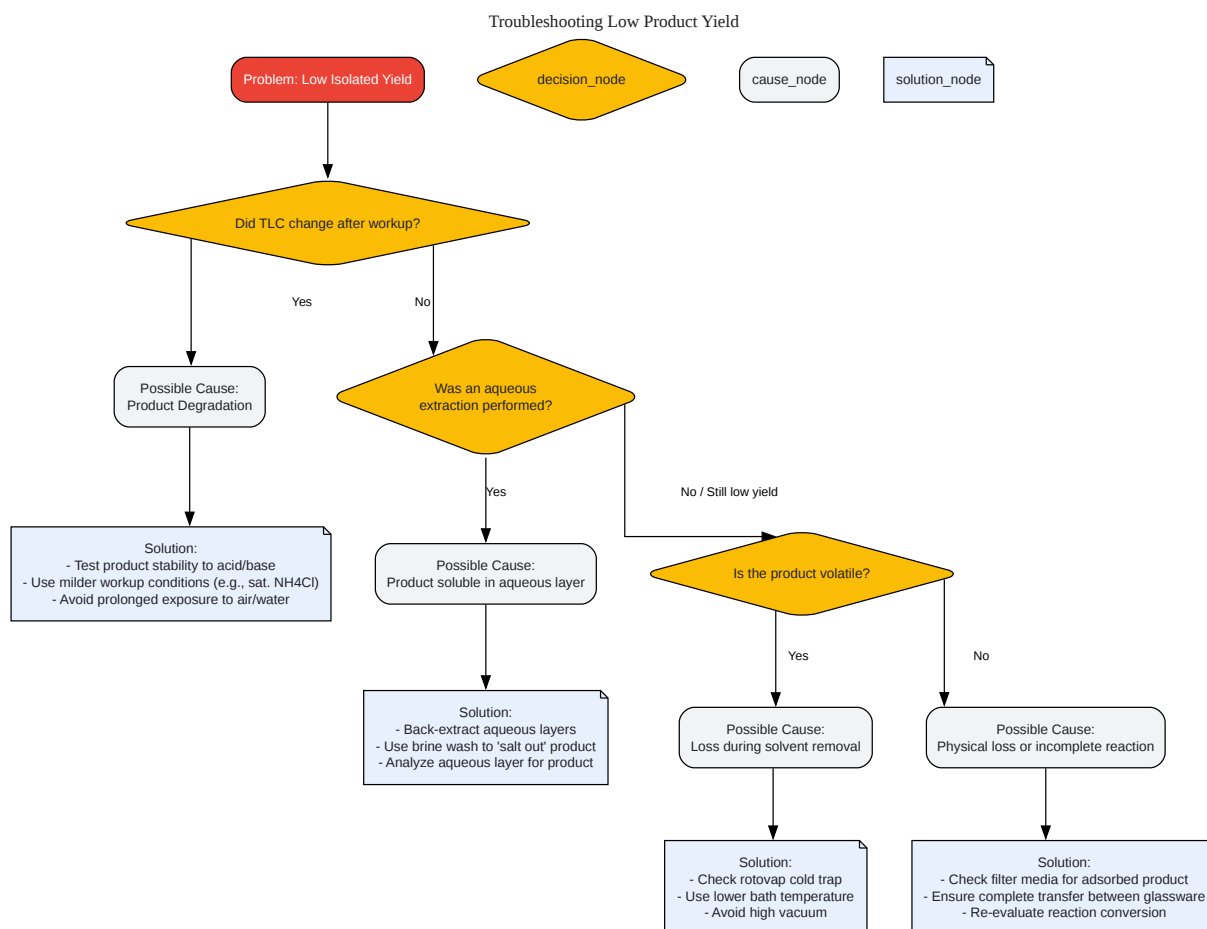 Troubleshooting Low Product Yield
Problem: Low Isolated Yield
decision_node
cause_node
solution_node
Did TLC change after workup?
Yes
No
Possible Cause:
Product Degradation
Was an aqueous
extraction performed?
Yes
No / Still low yield
Solution:
- Test product stability to acid/base
- Use milder workup conditions (e.g., sat. NH4Cl)
- Avoid prolonged exposure to air/water
Possible Cause:
Product soluble in aqueous layer
Is the product volatile?
Yes
No
Solution:
- Back-extract aqueous layers
- Use brine wash to 'salt out' product
- Analyze aqueous layer for product
Possible Cause:
Loss during solvent removal
Possible Cause:
Physical loss or incomplete reaction
Solution:
- Check rotovap cold trap
- Use lower bath temperature
- Avoid high vacuum
Solution:
- Check filter media for adsorbed product
- Ensure complete transfer between glassware
- Re-evaluate reaction conversion